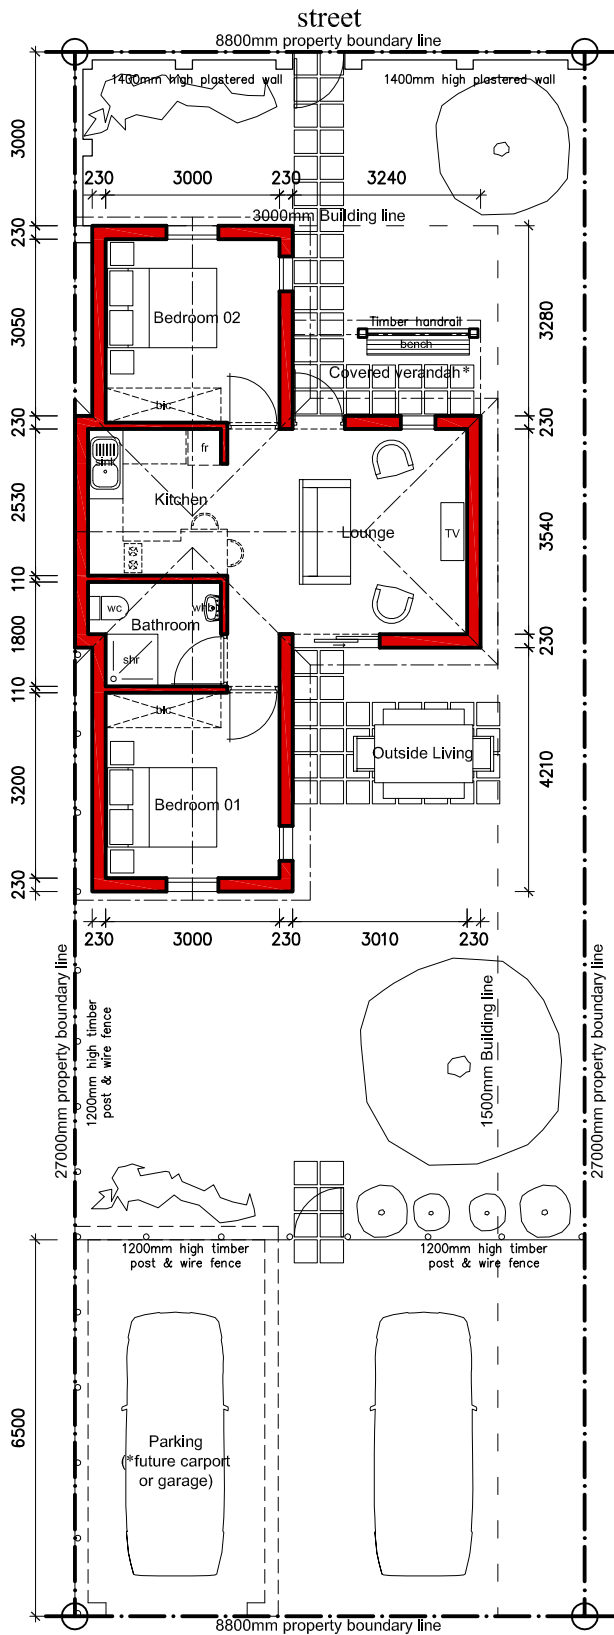 street
8800mm property boundary line
1400mm high plastered wall
1400mm high plastered wall
3000
230
3000
230
3240
3000mm Building line
230
3050
Bedroom 02
3280
Timber handrail
bench
Covered verandah*
bic
230
230
fr
sink
Kitchen
2530
Lounge
TV
3540
110
wc
whb
Bathroom
1800
230
shr
110
bic
Outside Living
4210
3200
Bedroom 01
230
230
3000
230
3010
230
27000mm property boundary line
1200mm high timber
post & wire fence
1500mm Building line
27000mm property boundary line
1200mm high timber
post & wire fence
1200mm high timber
post & wire fence
6500
Parking
(*future carport
or garage)
8800mm property boundary line